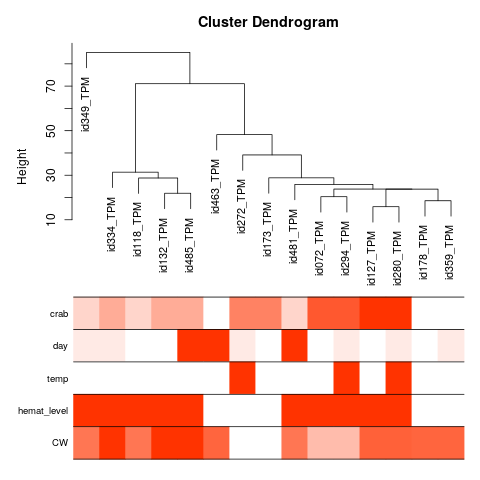 Cluster Dendrogram
Height
70
50
30
10
id349_TPM
id334_TPM
id118_TPM
id132_TPM
id485_TPM
id463_TPM
id272_TPM
id173_TPM
id481_TPM
id072_TPM
id294_TPM
id127_TPM
id280_TPM
id178_TPM
id359_TPM
crab
day
temp
hemat_level
CW